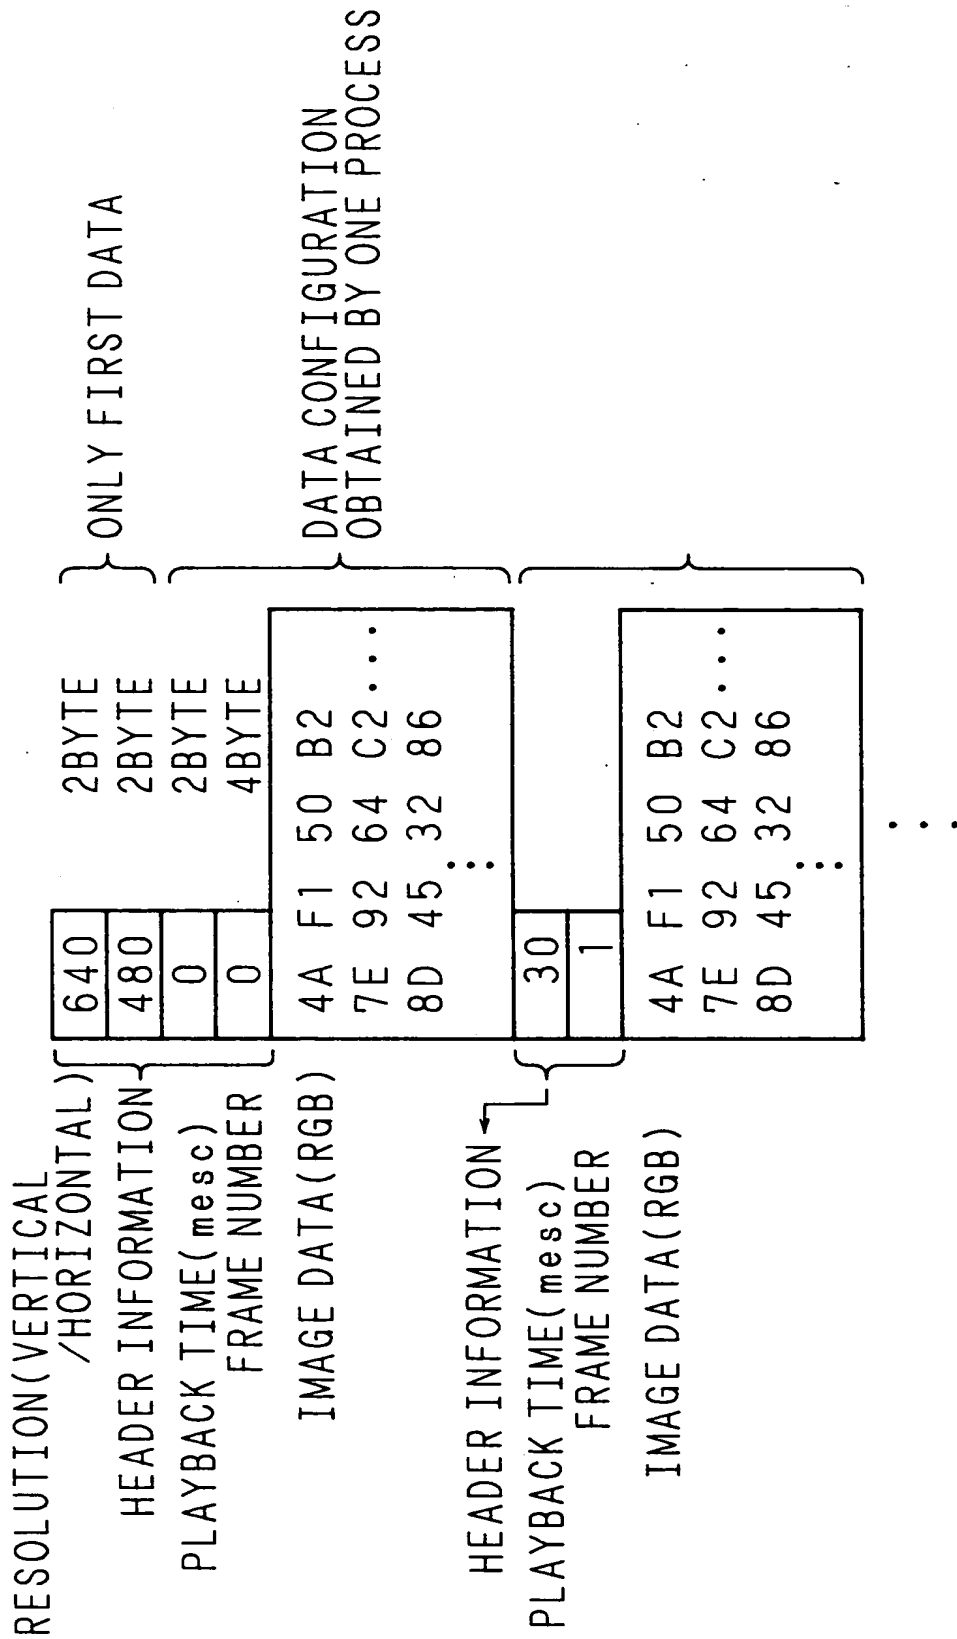 RESOLUTION(VERTICAL
/HORIZONTAL)
640
2BYTE
HEADER INFORMATION
480
2BYTE
ONLY FIRST DATA
PLAYBACK TIME(mesc)
0
2BYTE
FRAME NUMBER
0
4BYTE
IMAGE DATA(RGB)
4A F1 50 B2
7E 92 64 C2....
8D 45 32 86
DATA CONFIGURATION
OBTAINED BY ONE PROCESS
HEADER INFORMATION
PLAYBACK TIME(mesc)
30
FRAME NUMBER
1
IMAGE DATA(RGB)
4A F1 50 B2
7E 92 64 C2....
8D 45 32 86